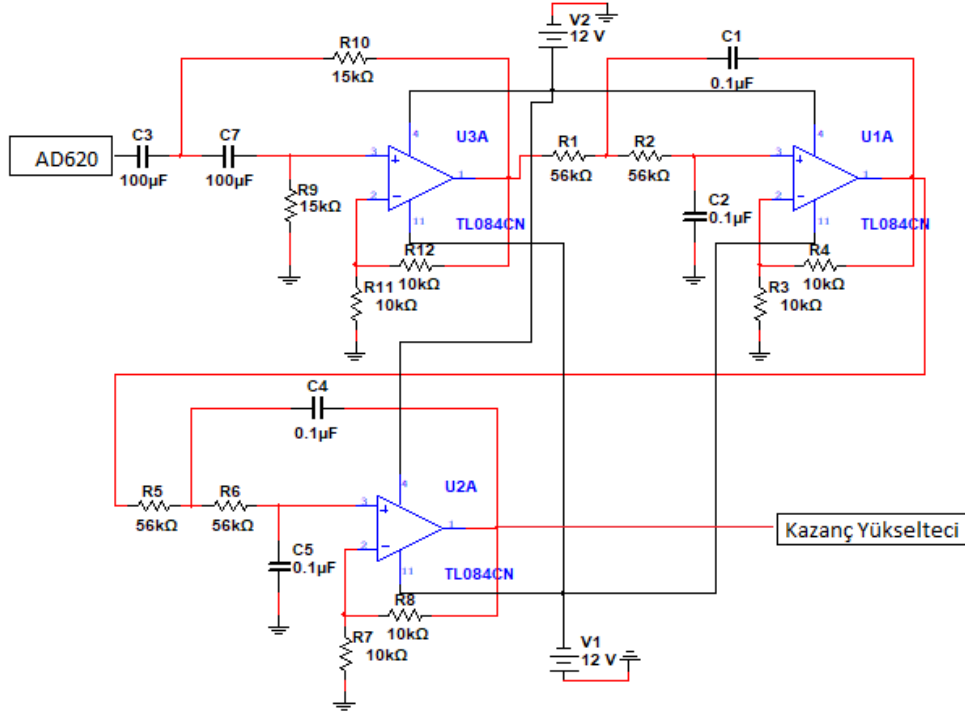 V2
12 V
R10
15kΩ
C1
0.1µF
AD620
C3
100µF
C7
100µF
R9
15kΩ
4
U3A
3
2
1
11
TL084CN
R12
10kΩ
R11
10kΩ
R1
56kΩ
R2
56kΩ
C2
0.1µF
4
U1A
3
2
1
11
TL084CN
R4
10kΩ
R3
10kΩ
C4
0.1µF
R5
56kΩ
R6
56kΩ
C5
0.1µF
4
U2A
3
2
1
11
TL084CN
R8
10kΩ
R7
10kΩ
Kazanç Yükselteci
V1
12 V